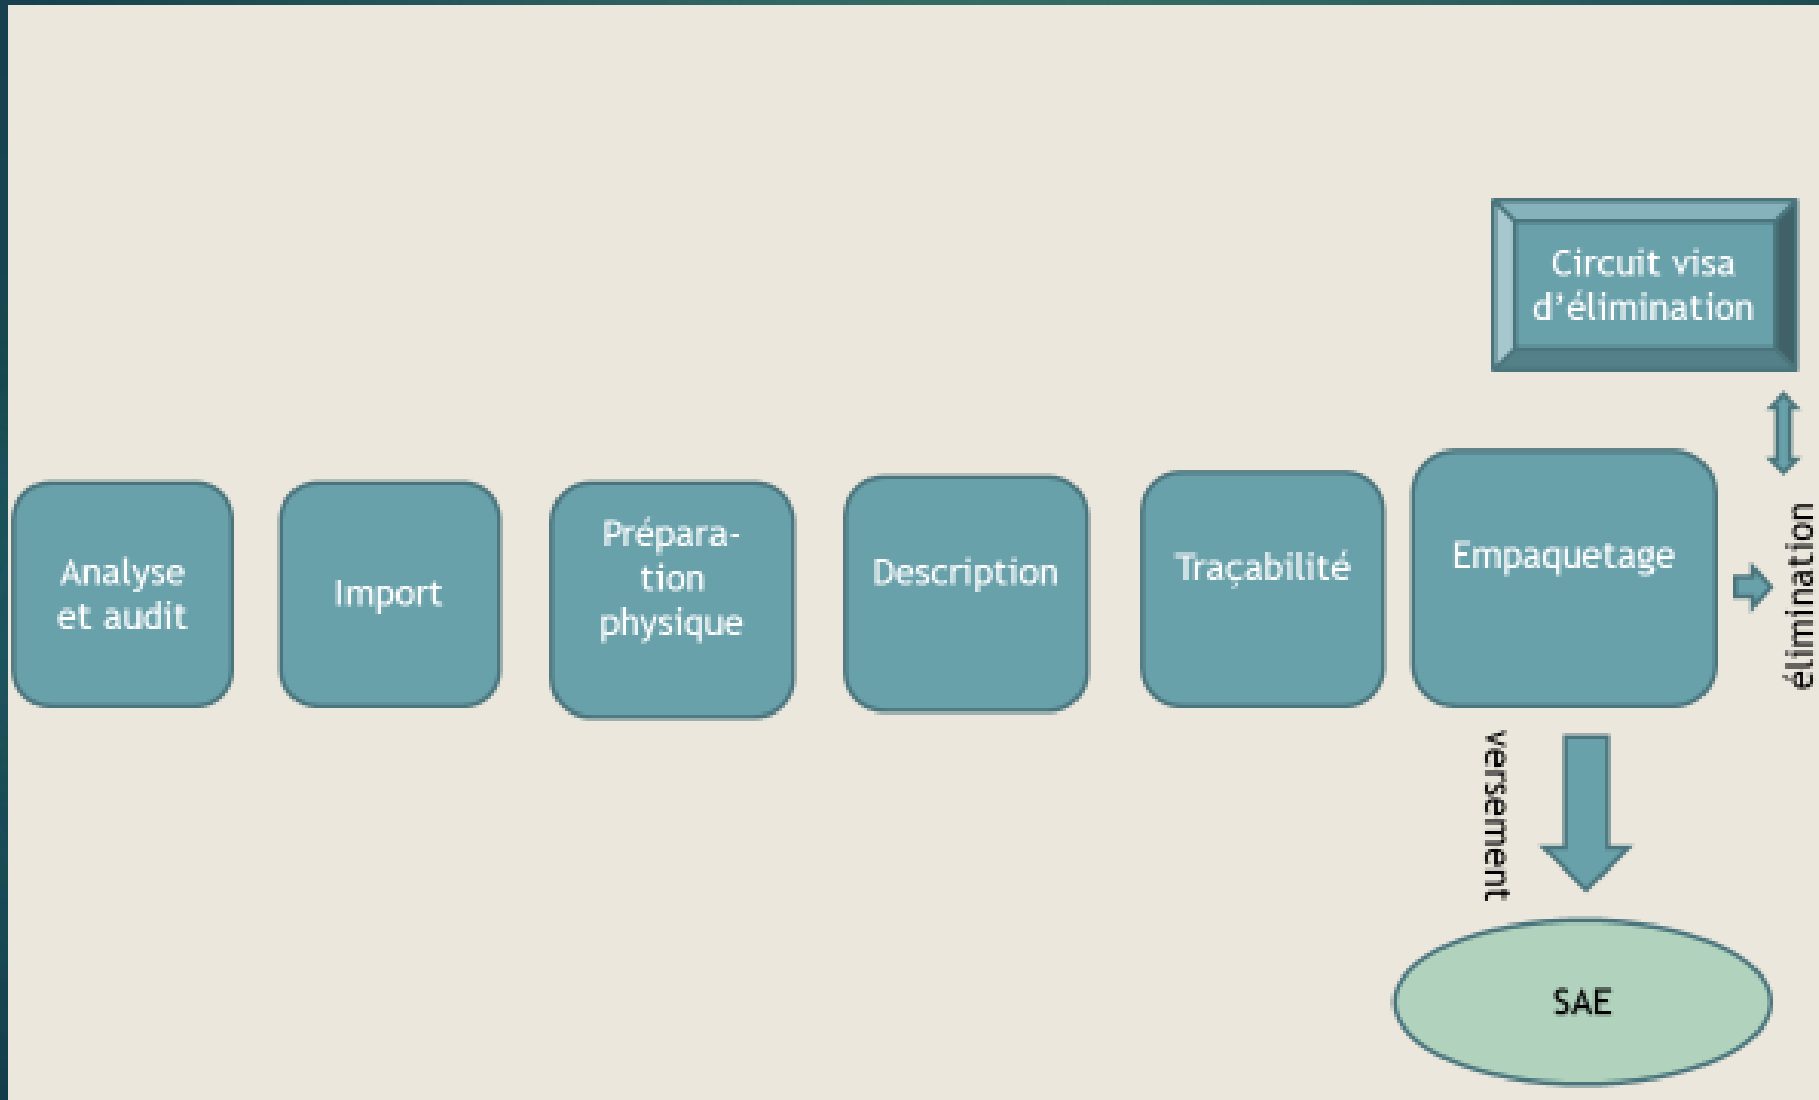 Circuit visa
d'élimination
Analyse
et audit
Import
Prépara-
tion
physique
Description
Traçabilité
Empaquetage
élimination
versement
SAE